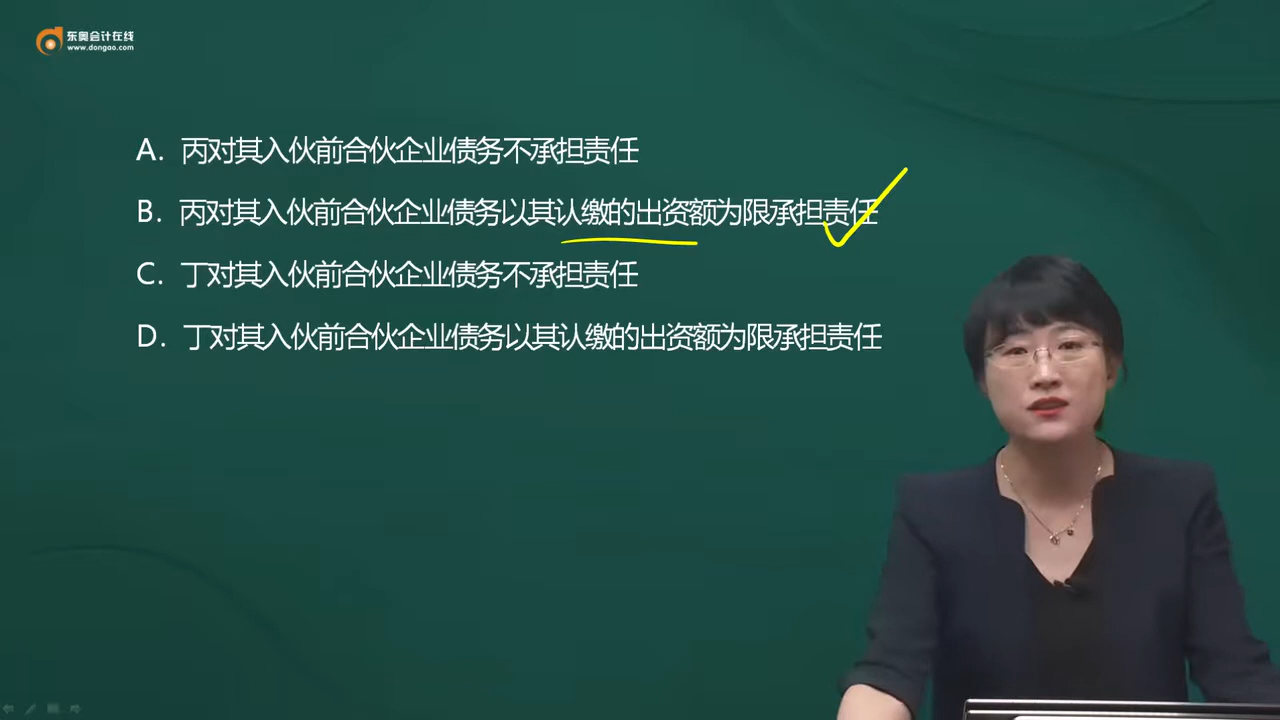 东奥会计在线
www.dongao.com
A. 丙对其入伙前合伙企业债务不承担责任
B. 丙对其入伙前合伙企业债务以其认缴的出资额为限承担责任
C. 丁对其入伙前合伙企业债务不承担责任
D. 丁对其入伙前合伙企业债务以其认缴的出资额为限承担责任